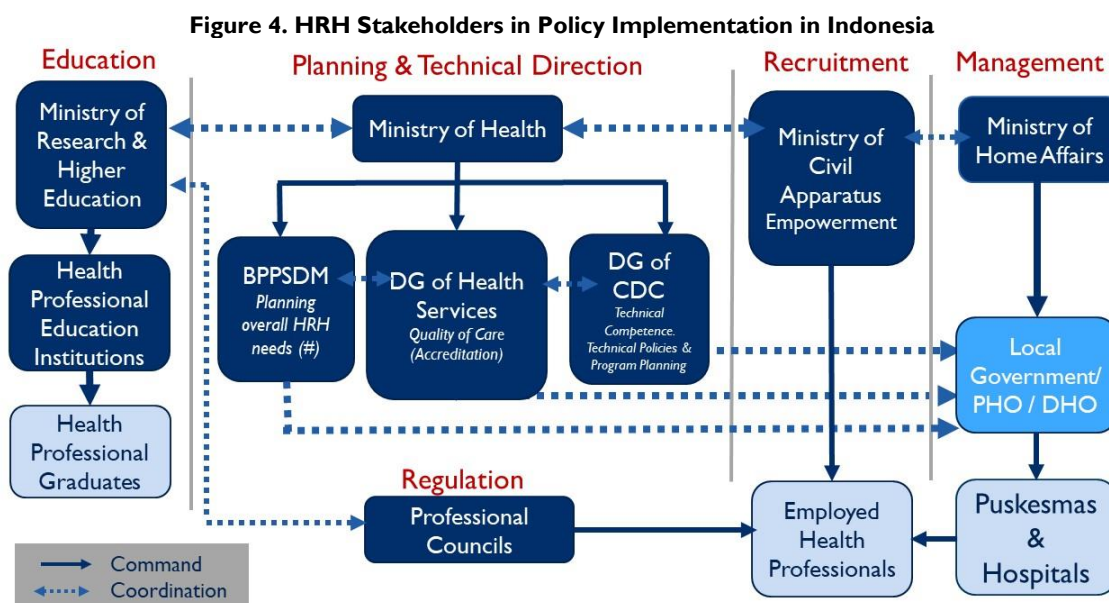 Figure 4. HRH Stakeholders in Policy Implementation in Indonesia
Education
Planning & Technical Direction
Recruitment
Management
Ministry of
Research &
Higher
Education
Ministry of Health
Ministry of
Civil
Apparatus
Empowerment
Ministry of
Home Affairs
Health
Professional
Education
Institutions
BPPSDM
Planning
overall HRH
needs (#)
DG of Health
Services
Quality of Care
(Accreditation)
DG of
CDC
Technical
Competence.
Technical Policies &
Program Planning
Local
Government/
PHO / DHO
Health
Professional
Graduates
Regulation
Professional
Councils
Employed
Health
Professionals
Puskesmas
&
Hospitals
Command
Coordination